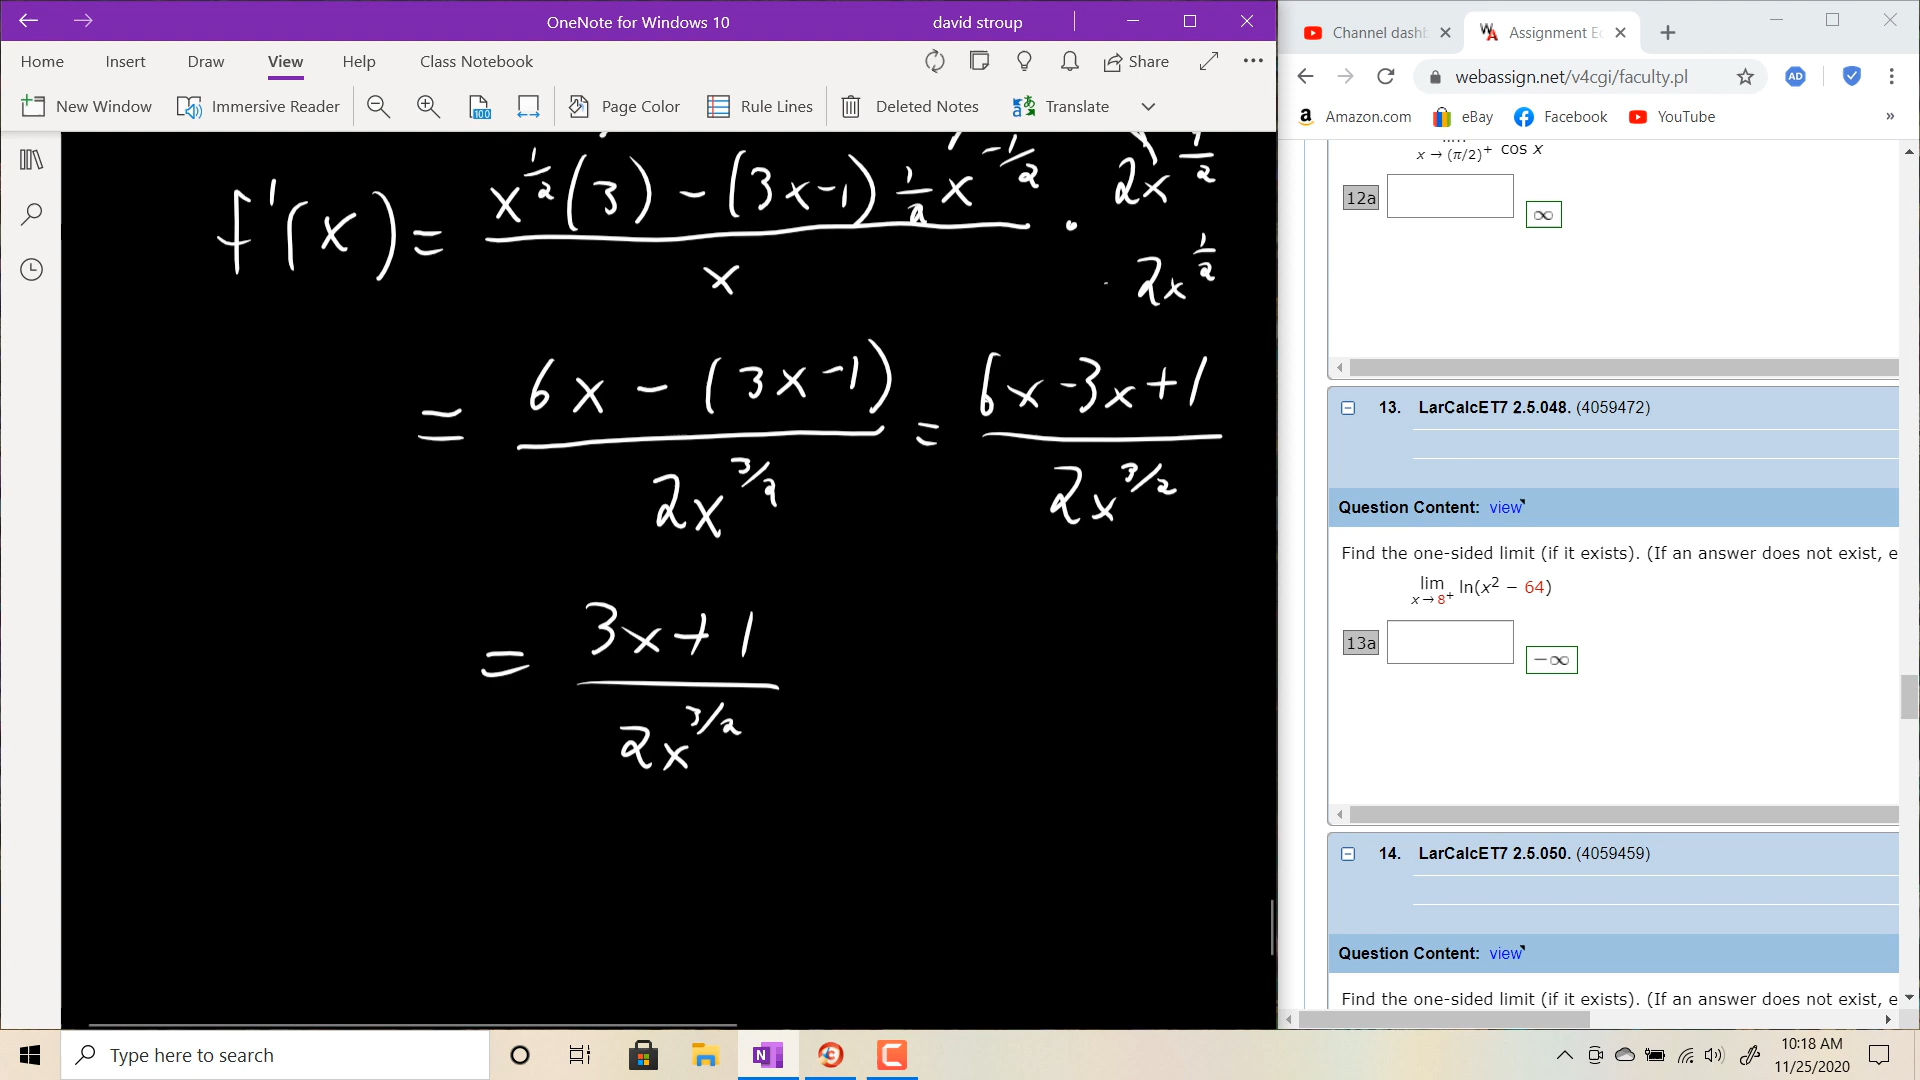 OneNote for Windows 10
david stroup
Home Insert Draw View Help Class Notebook Share
New Window Immersive Reader 100 Page Color Rule Lines Deleted Notes Translate
f'(x) = (x^{1/2}(3) - (3x-1) 1/2 x^{-1/2}) / x · 2x^{1/2} / 2x^{1/2}
= (6x - (3x-1)) / 2x^{3/2} = (6x-3x+1) / 2x^{3/2}
= (3x+1) / 2x^{3/2}
Type here to search
Channel dashb
Assignment Ed
webassign.net/v4cgi/faculty.pl
AD
Amazon.com eBay Facebook YouTube »
x → (π/2)⁺ cos x
12a
∞
13. LarCalcET7 2.5.048. (4059472)
Question Content: view
Find the one-sided limit (if it exists). (If an answer does not exist, e
lim ln(x² − 64)
x→8⁺
13a
−∞
14. LarCalcET7 2.5.050. (4059459)
Question Content: view
Find the one-sided limit (if it exists). (If an answer does not exist, e
10:18 AM
11/25/2020